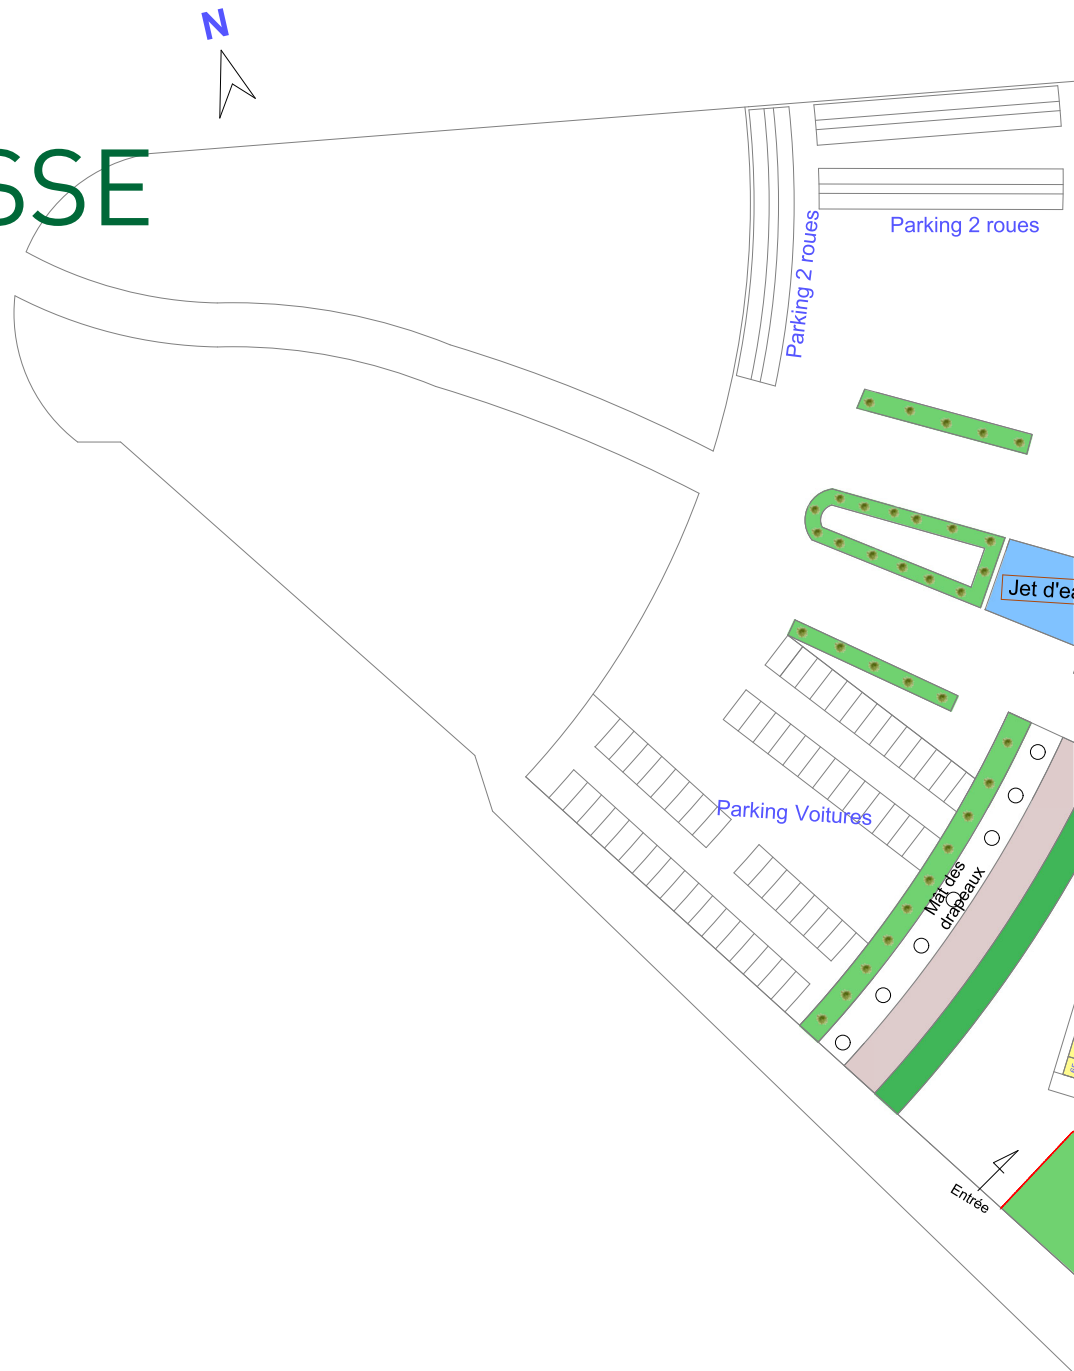 N
SSE
Parking 2 roues
Parking 2 roues
Jet d'ea
Parking Voitures
Mât des
drapeaux
Entrée